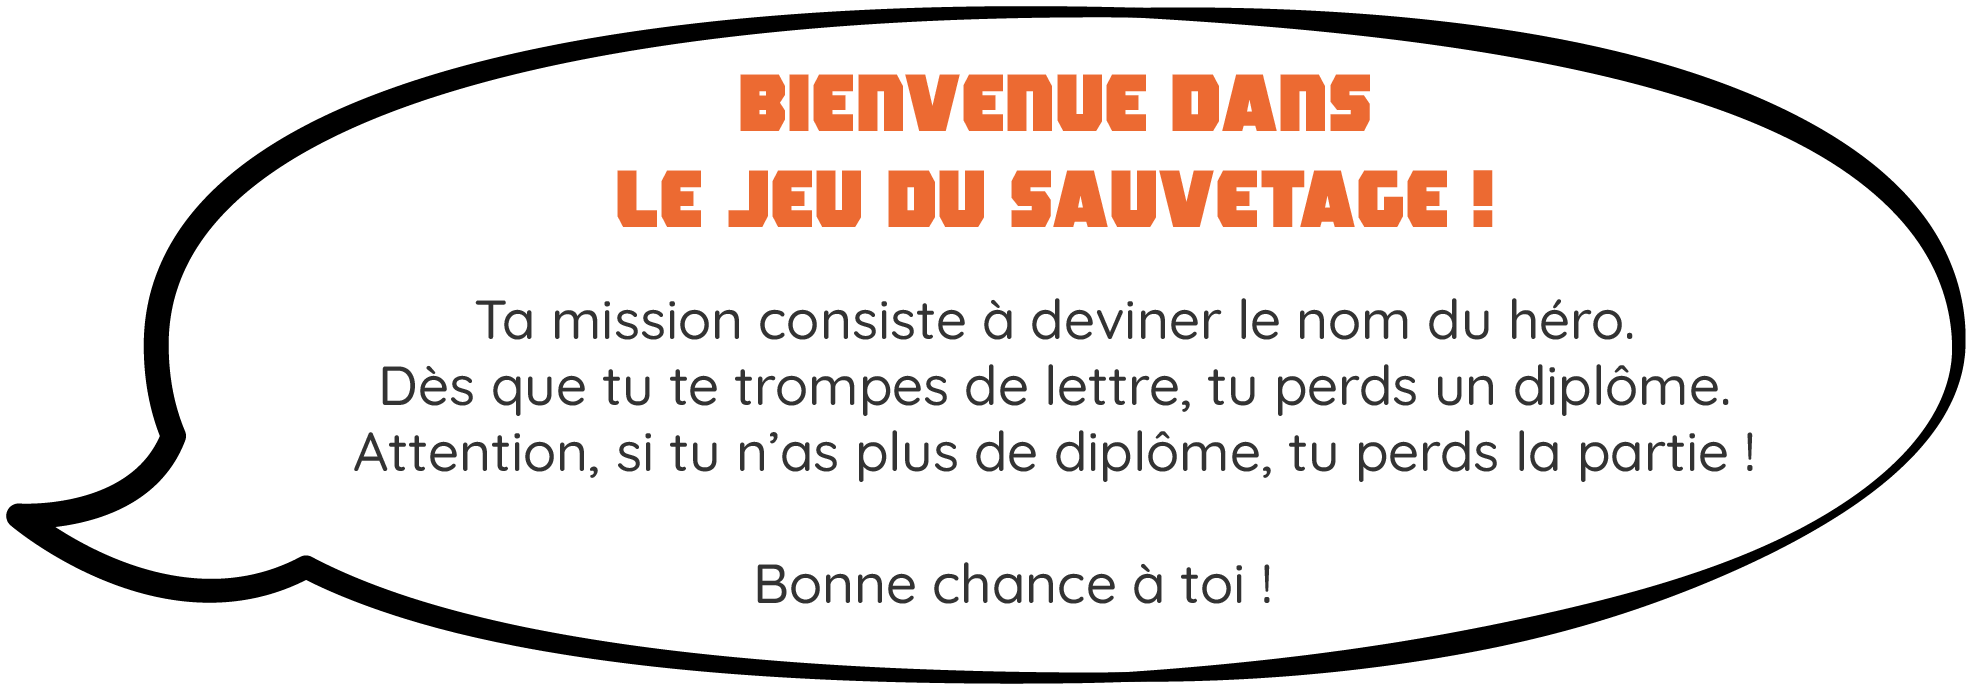 BIENVENUE DANS
LE JEU DU SAUVETAGE !
Ta mission consiste à deviner le nom du héro.
Dès que tu te trompes de lettre, tu perds un diplôme.
Attention, si tu n’as plus de diplôme, tu perds la partie !
Bonne chance à toi !